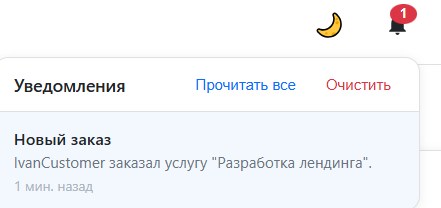 1
Уведомления Прочитать все Очистить
Новый заказ
IvanCustomer заказал услугу "Разработка лендинга".
1 мин. назад